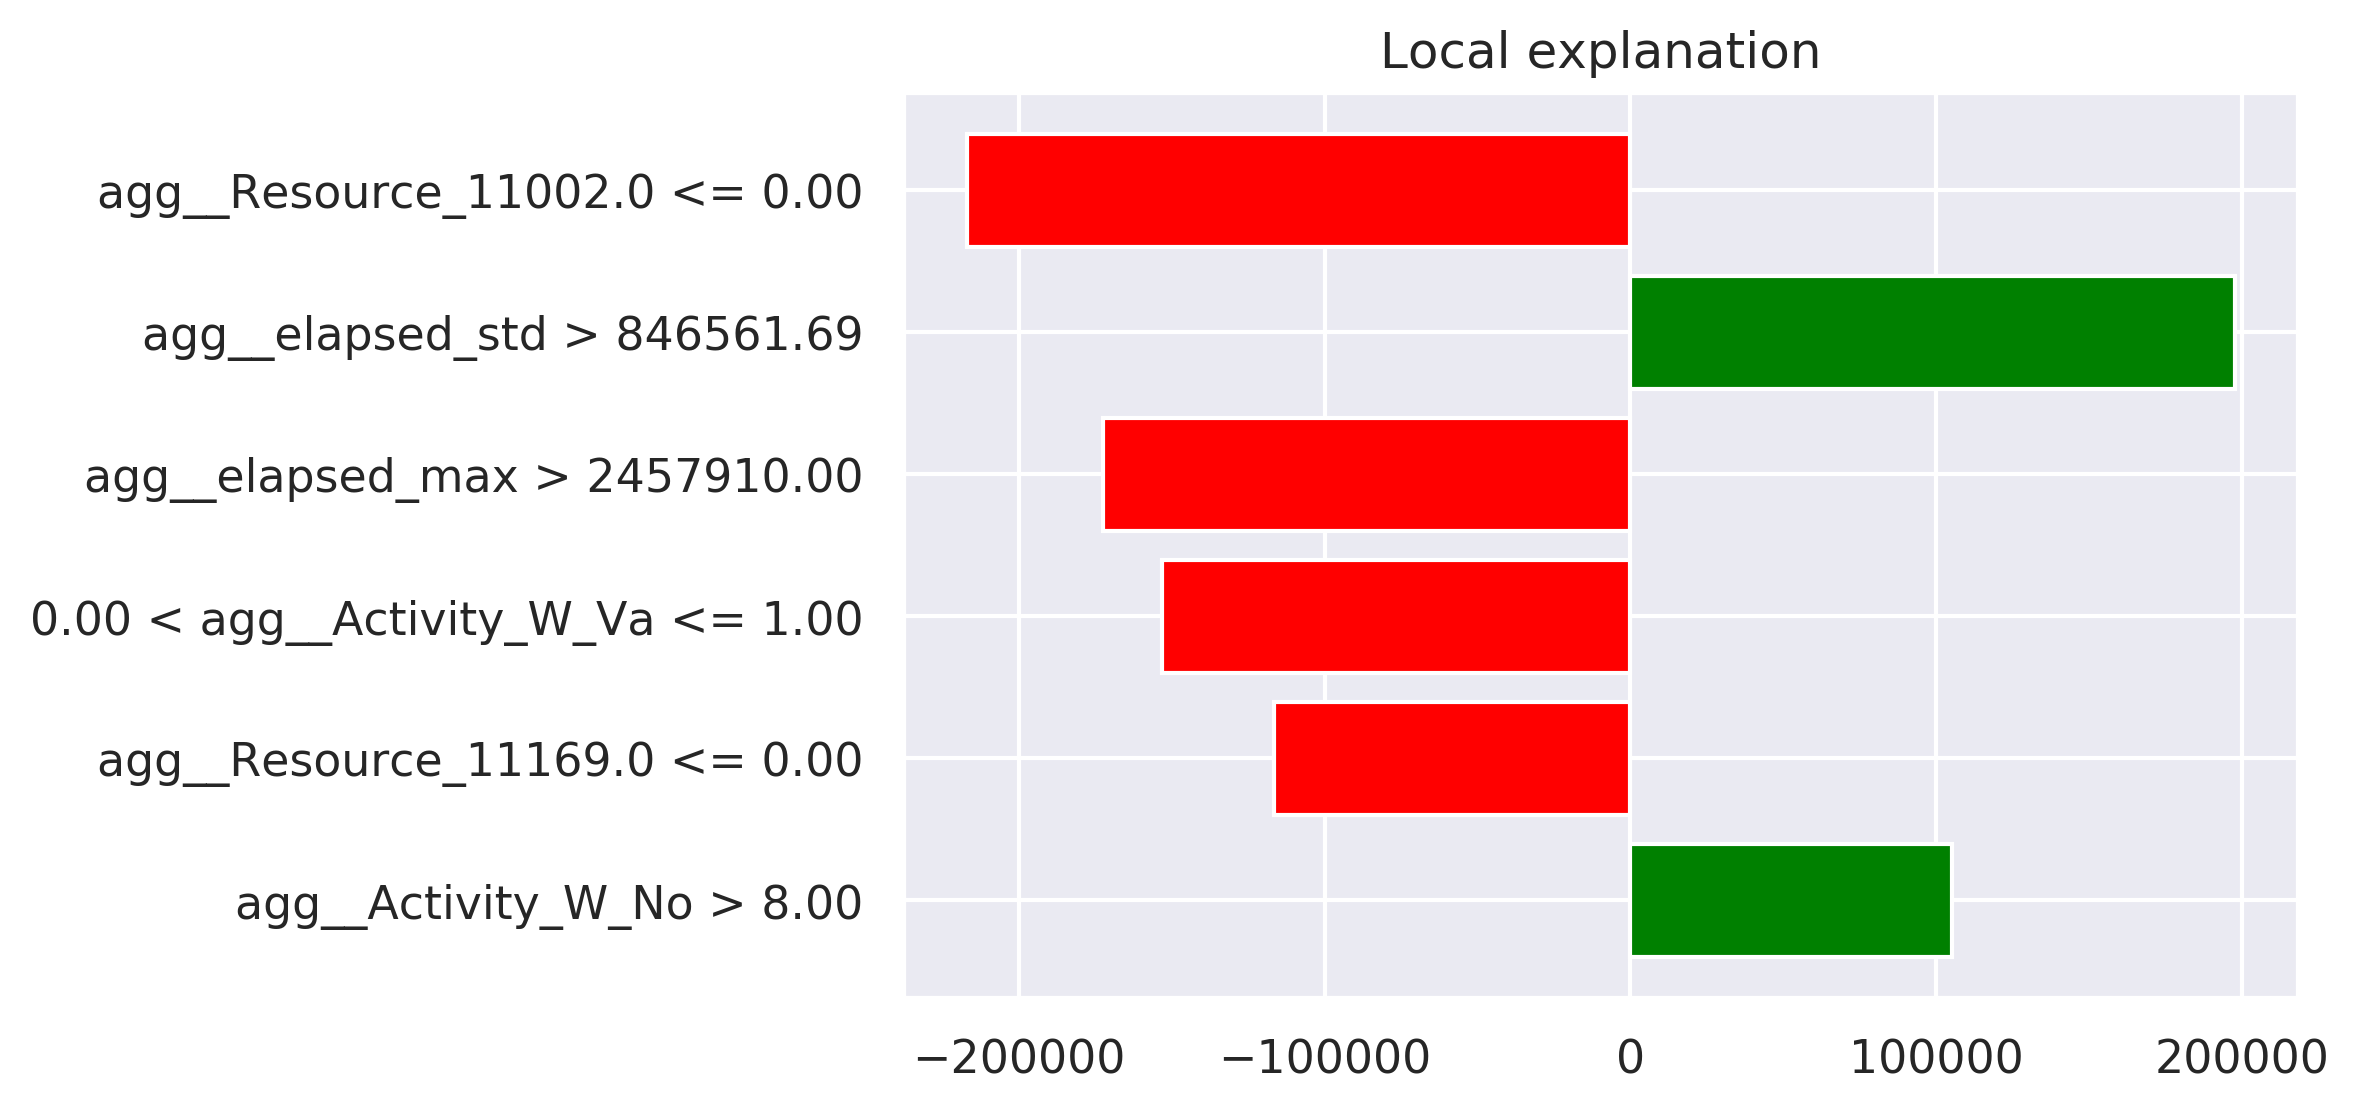 Local explanation
agg__Resource_11002.0 <= 0.00
agg__elapsed_std > 846561.69
agg__elapsed_max > 2457910.00
0.00 < agg__Activity_W_Va <= 1.00
agg__Resource_11169.0 <= 0.00
agg__Activity_W_No > 8.00
−200000 −100000 0 100000 200000